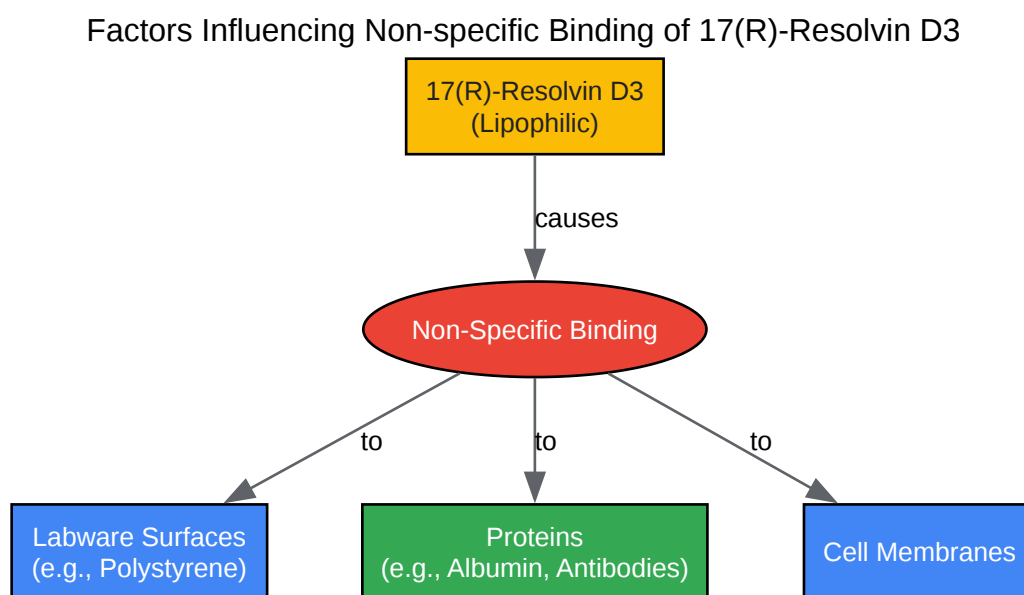 Factors Influencing Non-specific Binding of 17(R)-Resolvin D3
17(R)-Resolvin D3
(Lipophilic)
causes
Non-Specific Binding
to
to
to
Labware Surfaces
(e.g., Polystyrene)
Proteins
(e.g., Albumin, Antibodies)
Cell Membranes